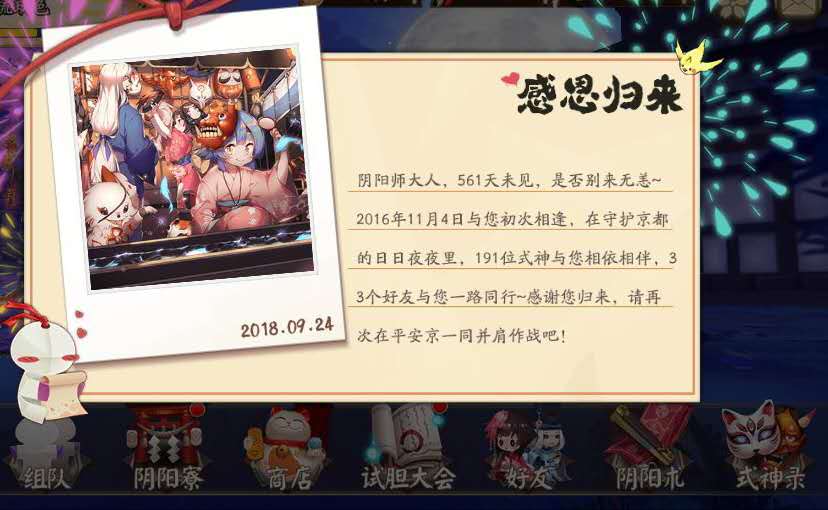 感恩归来
阴阳师大人，561天未见，是否别来无恙~
2016年11月4日与您初次相逢，在守护京都
的日日夜夜里，191位式神与您相依相伴，3
3个好友与您一路同行~感谢您归来，请再
次在平安京一同并肩作战吧！
2018.09.24
组队
阴阳寮
商店
试胆大会
好友
阴阳术
式神录